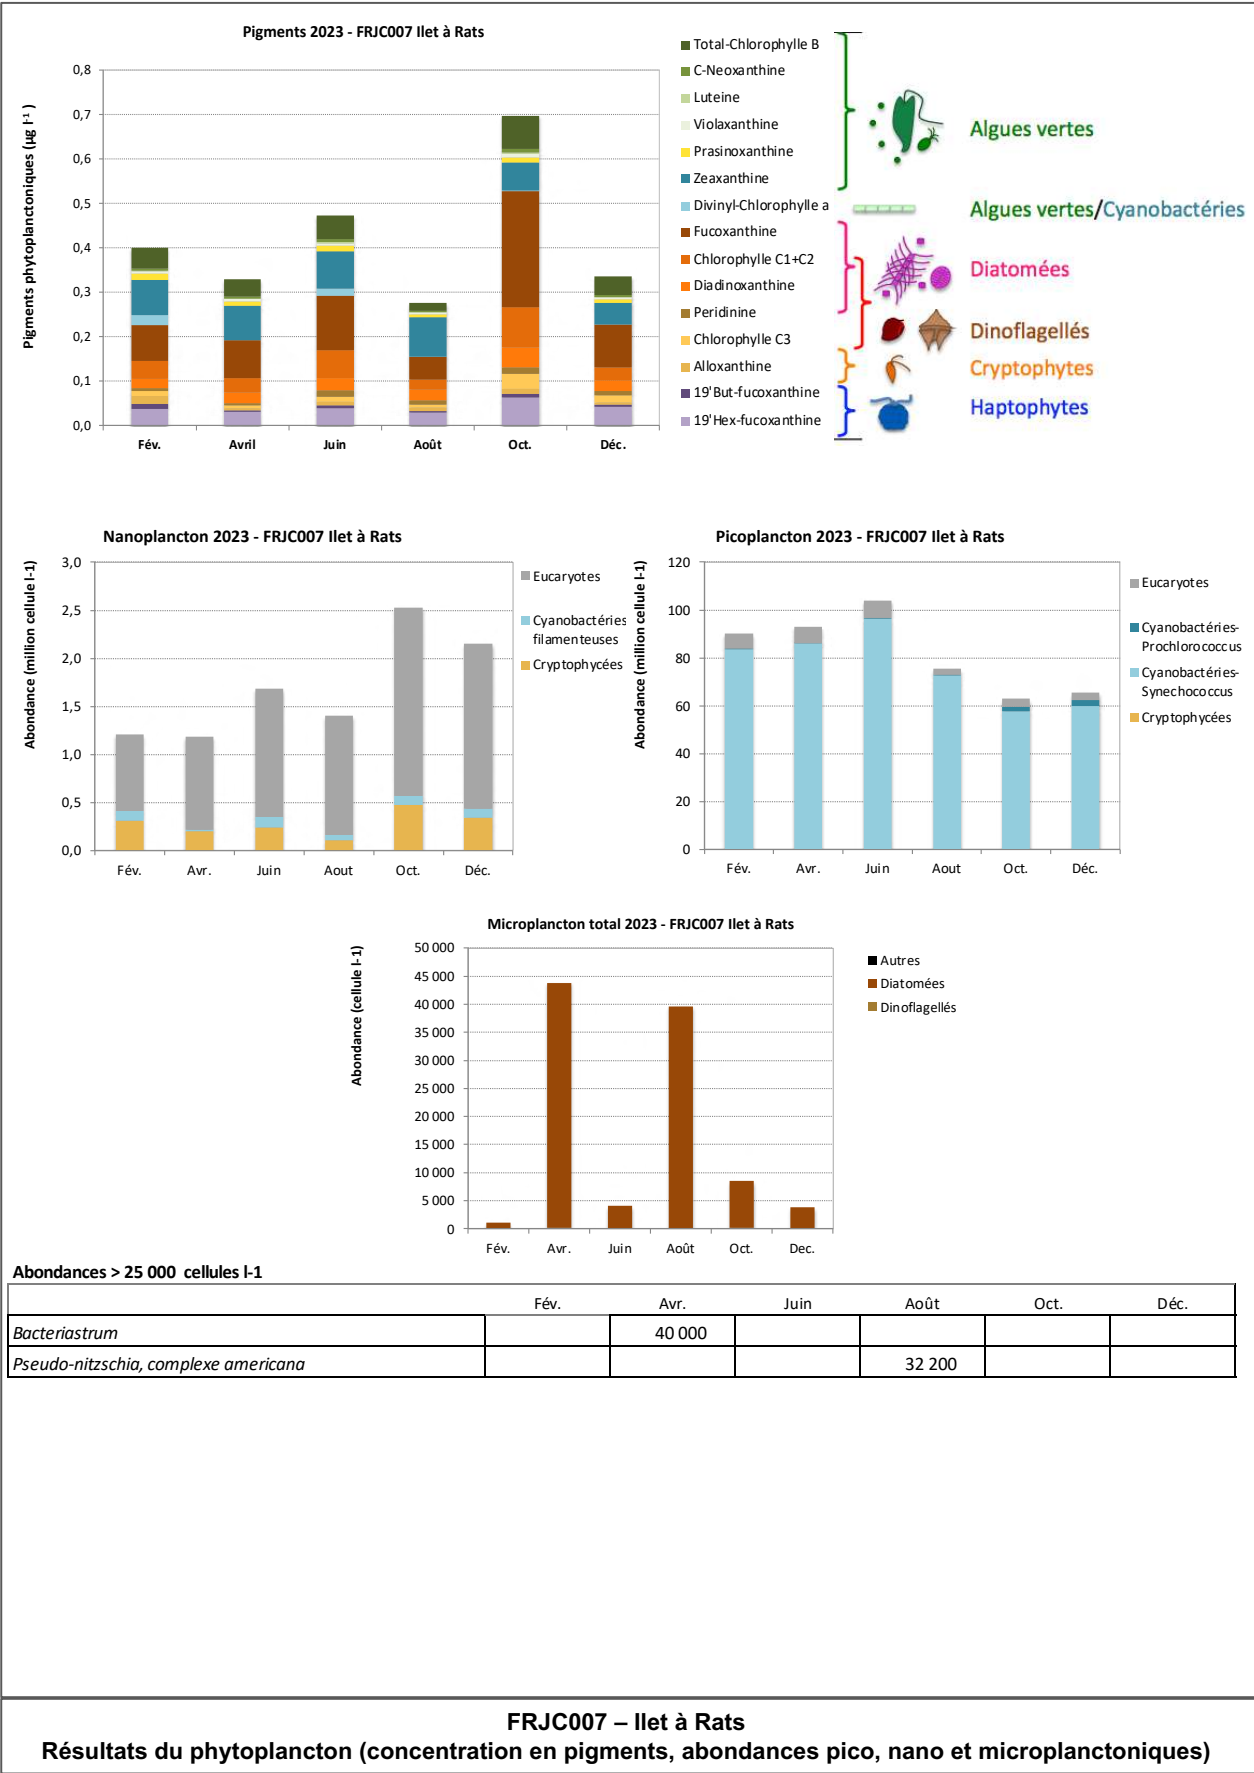 Pigments 2023 - FRJC007 Ilet à Rats
Pigments phytoplanctoniques (µg l-1 )
0,8
0,7
0,6
0,5
0,4
0,3
0,2
0,1
0,0
Fév. Avril Juin Août Oct. Déc.
Total-Chlorophylle B
C-Neoxanthine
Luteine
Violaxanthine
Prasinoxanthine
Zeaxanthine
Divinyl-Chlorophylle a
Fucoxanthine
Chlorophylle C1+C2
Diadinoxanthine
Peridinine
Chlorophylle C3
Alloxanthine
19'But-fucoxanthine
19'Hex-fucoxanthine
Algues vertes
Algues vertes/Cyanobactéries
Diatomées
Dinoflagellés
Cryptophytes
Haptophytes
Nanoplancton 2023 - FRJC007 Ilet à Rats
Abondance (million cellule l-1)
3,0
2,5
2,0
1,5
1,0
0,5
0,0
Fév. Avr. Juin Aout Oct. Déc.
Eucaryotes
Cyanobactéries
filamenteuses
Cryptophycées
Picoplancton 2023 - FRJC007 Ilet à Rats
Abondance (million cellule l-1)
120
100
80
60
40
20
0
Fév. Avr. Juin Aout Oct. Déc.
Eucaryotes
Cyanobactéries-
Prochlorococcus
Cyanobactéries-
Synechococcus
Cryptophycées
Microplancton total 2023 - FRJC007 Ilet à Rats
Abondance (cellule l-1)
50 000
45 000
40 000
35 000
30 000
25 000
20 000
15 000
10 000
5 000
0
Fév. Avr. Juin Août Oct. Dec.
Autres
Diatomées
Dinoflagellés
Abondances > 25 000 cellules l-1
Fév. Avr. Juin Août Oct. Déc.
Bacteriastrum 40 000
Pseudo-nitzschia, complexe americana 32 200
FRJC007 – Ilet à Rats
Résultats du phytoplancton (concentration en pigments, abondances pico, nano et microplanctoniques)